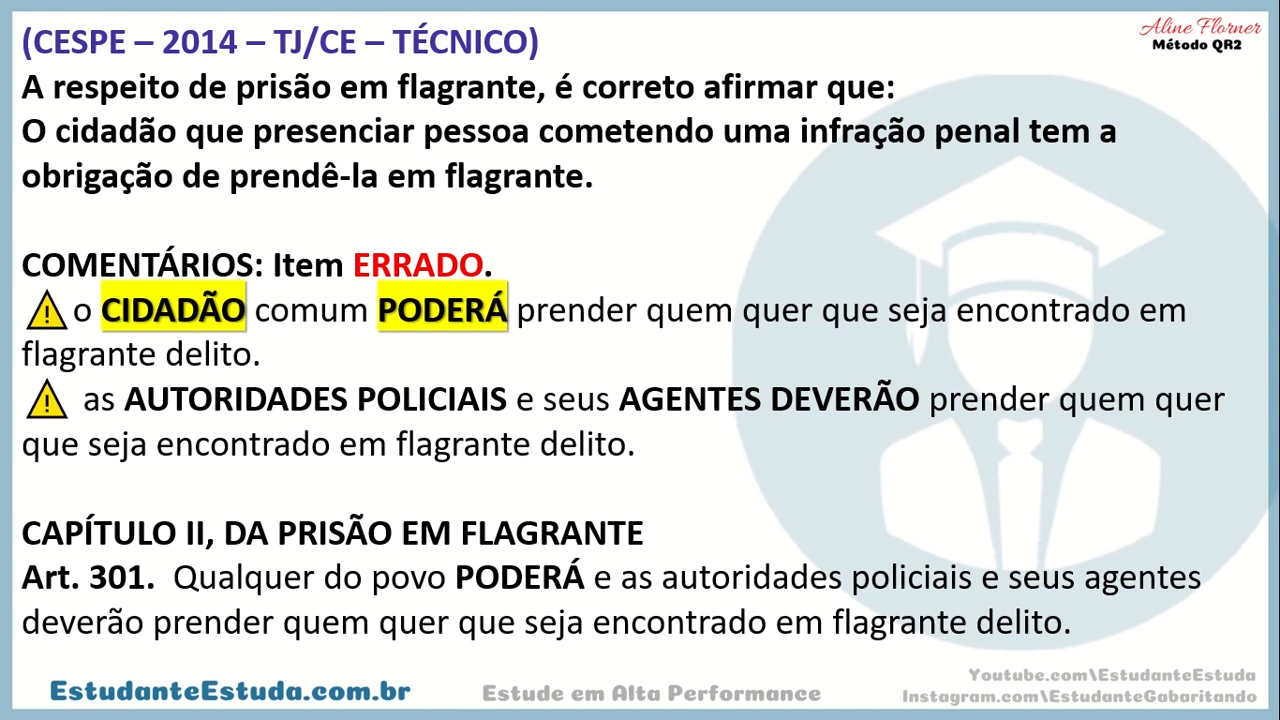 (CESPE – 2014 – TJ/CE – TÉCNICO)
Aline Florner
Método QR2
A respeito de prisão em flagrante, é correto afirmar que:
O cidadão que presenciar pessoa cometendo uma infração penal tem a
obrigação de prendê-la em flagrante.
COMENTÁRIOS: Item ERRADO.
o CIDADÃO comum PODERÁ prender quem quer que seja encontrado em
flagrante delito.
as AUTORIDADES POLICIAIS e seus AGENTES DEVERÃO prender quem quer
que seja encontrado em flagrante delito.
CAPÍTULO II, DA PRISÃO EM FLAGRANTE
Art. 301. Qualquer do povo PODERÁ e as autoridades policiais e seus agentes
deverão prender quem quer que seja encontrado em flagrante delito.
EstudanteEstuda.com.br
Estude em Alta Performance
Youtube.com\EstudanteEstuda
Instagram.com\EstudanteGabaritando